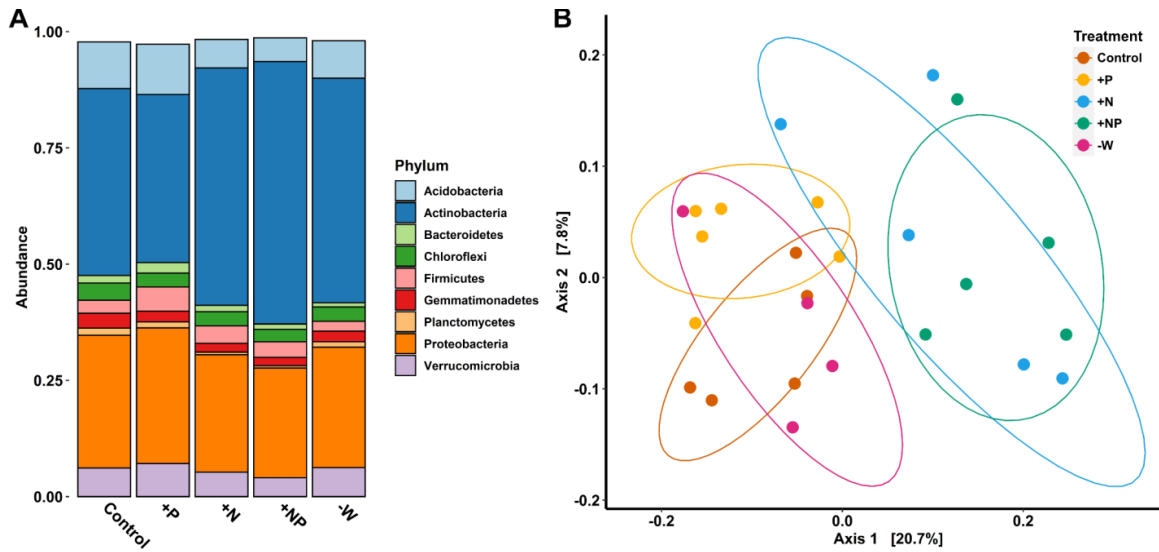 A
1.00
0.75
0.50
0.25
0.00
Abundance
Control
+P
+N
+NP
-W
Phylum
Acidobacteria
Actinobacteria
Bacteroidetes
Chloroflexi
Firmicutes
Gemmatimonadetes
Planctomycetes
Proteobacteria
Verrucomicrobia
B
0.2
0.1
0.0
-0.1
-0.2
Axis 2 [7.8%]
-0.2
0.0
0.2
Axis 1 [20.7%]
Treatment
Control
+P
+N
+NP
-W